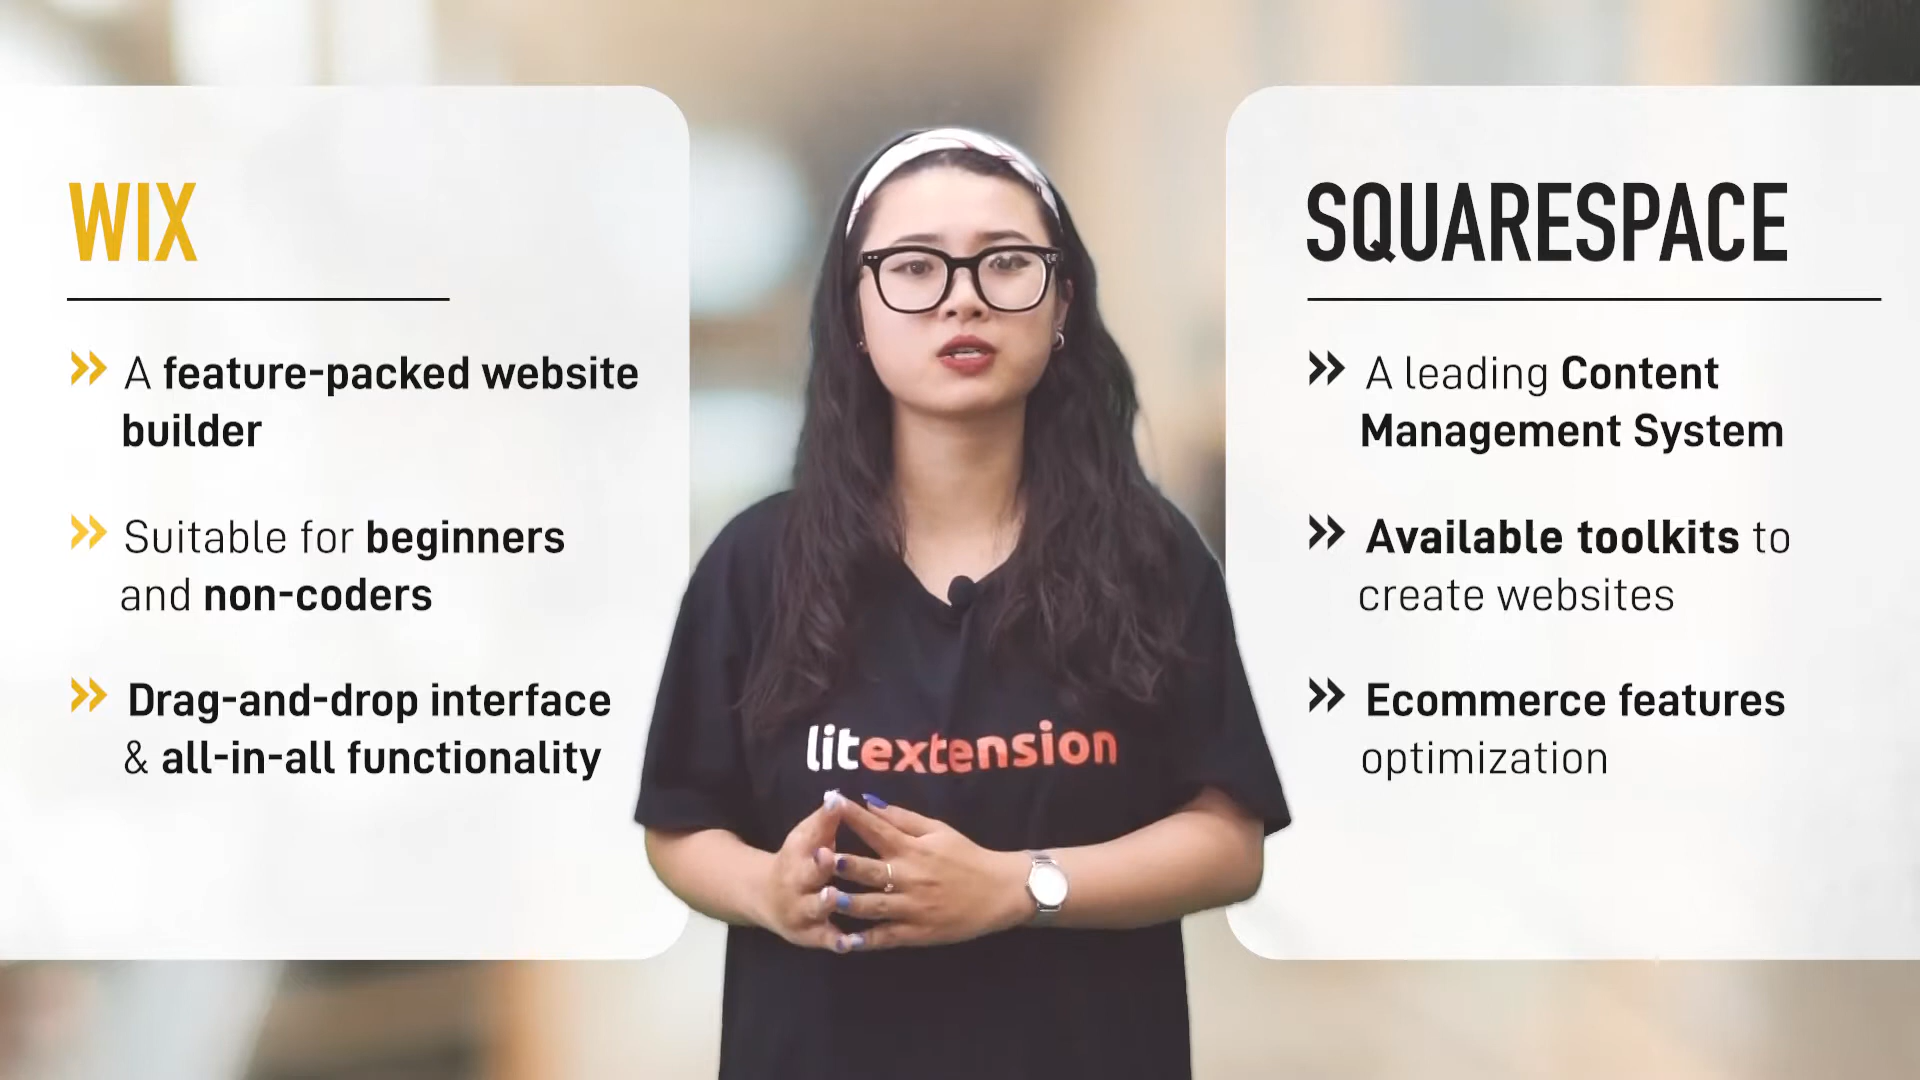 WIX
A feature-packed website
builder
Suitable for beginners
and non-coders
Drag-and-drop interface
& all-in-all functionality
litextension
SQUARESPACE
A leading Content
Management System
Available toolkits to
create websites
Ecommerce features
optimization